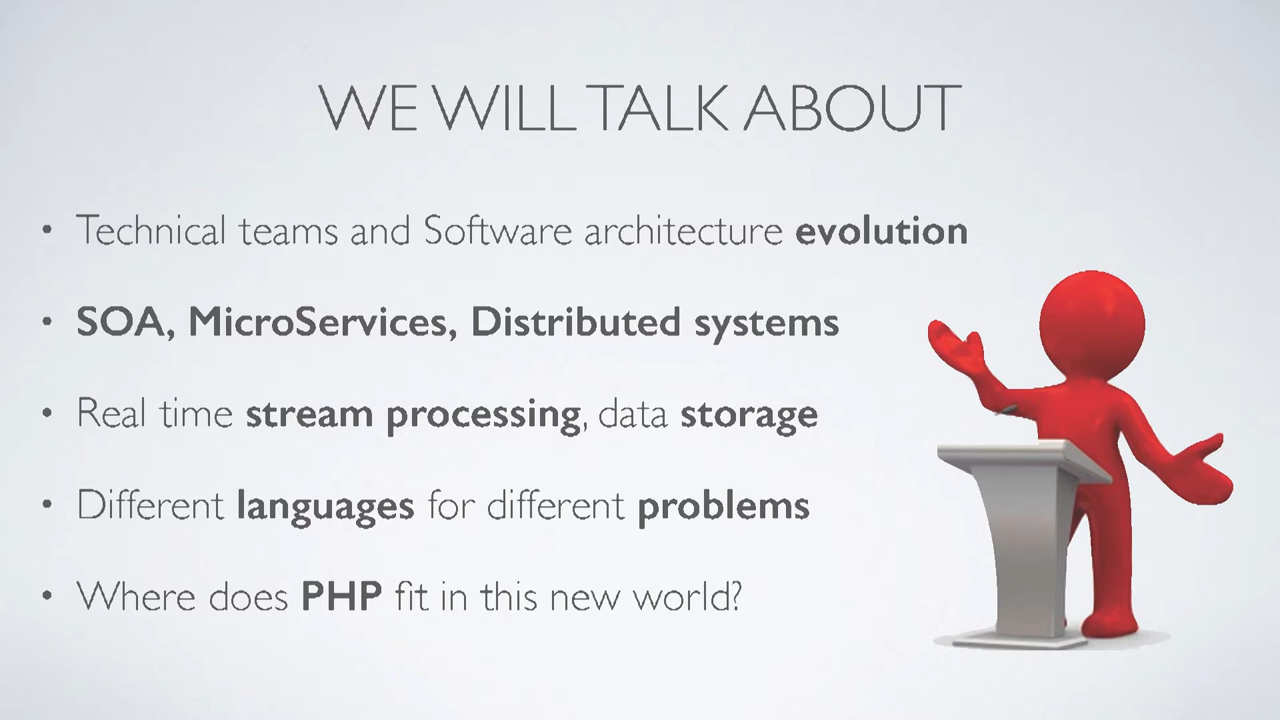 WE WILL TALK ABOUT
• Technical teams and Software architecture evolution
• SOA, MicroServices, Distributed systems
• Real time stream processing, data storage
• Different languages for different problems
• Where does PHP fit in this new world?